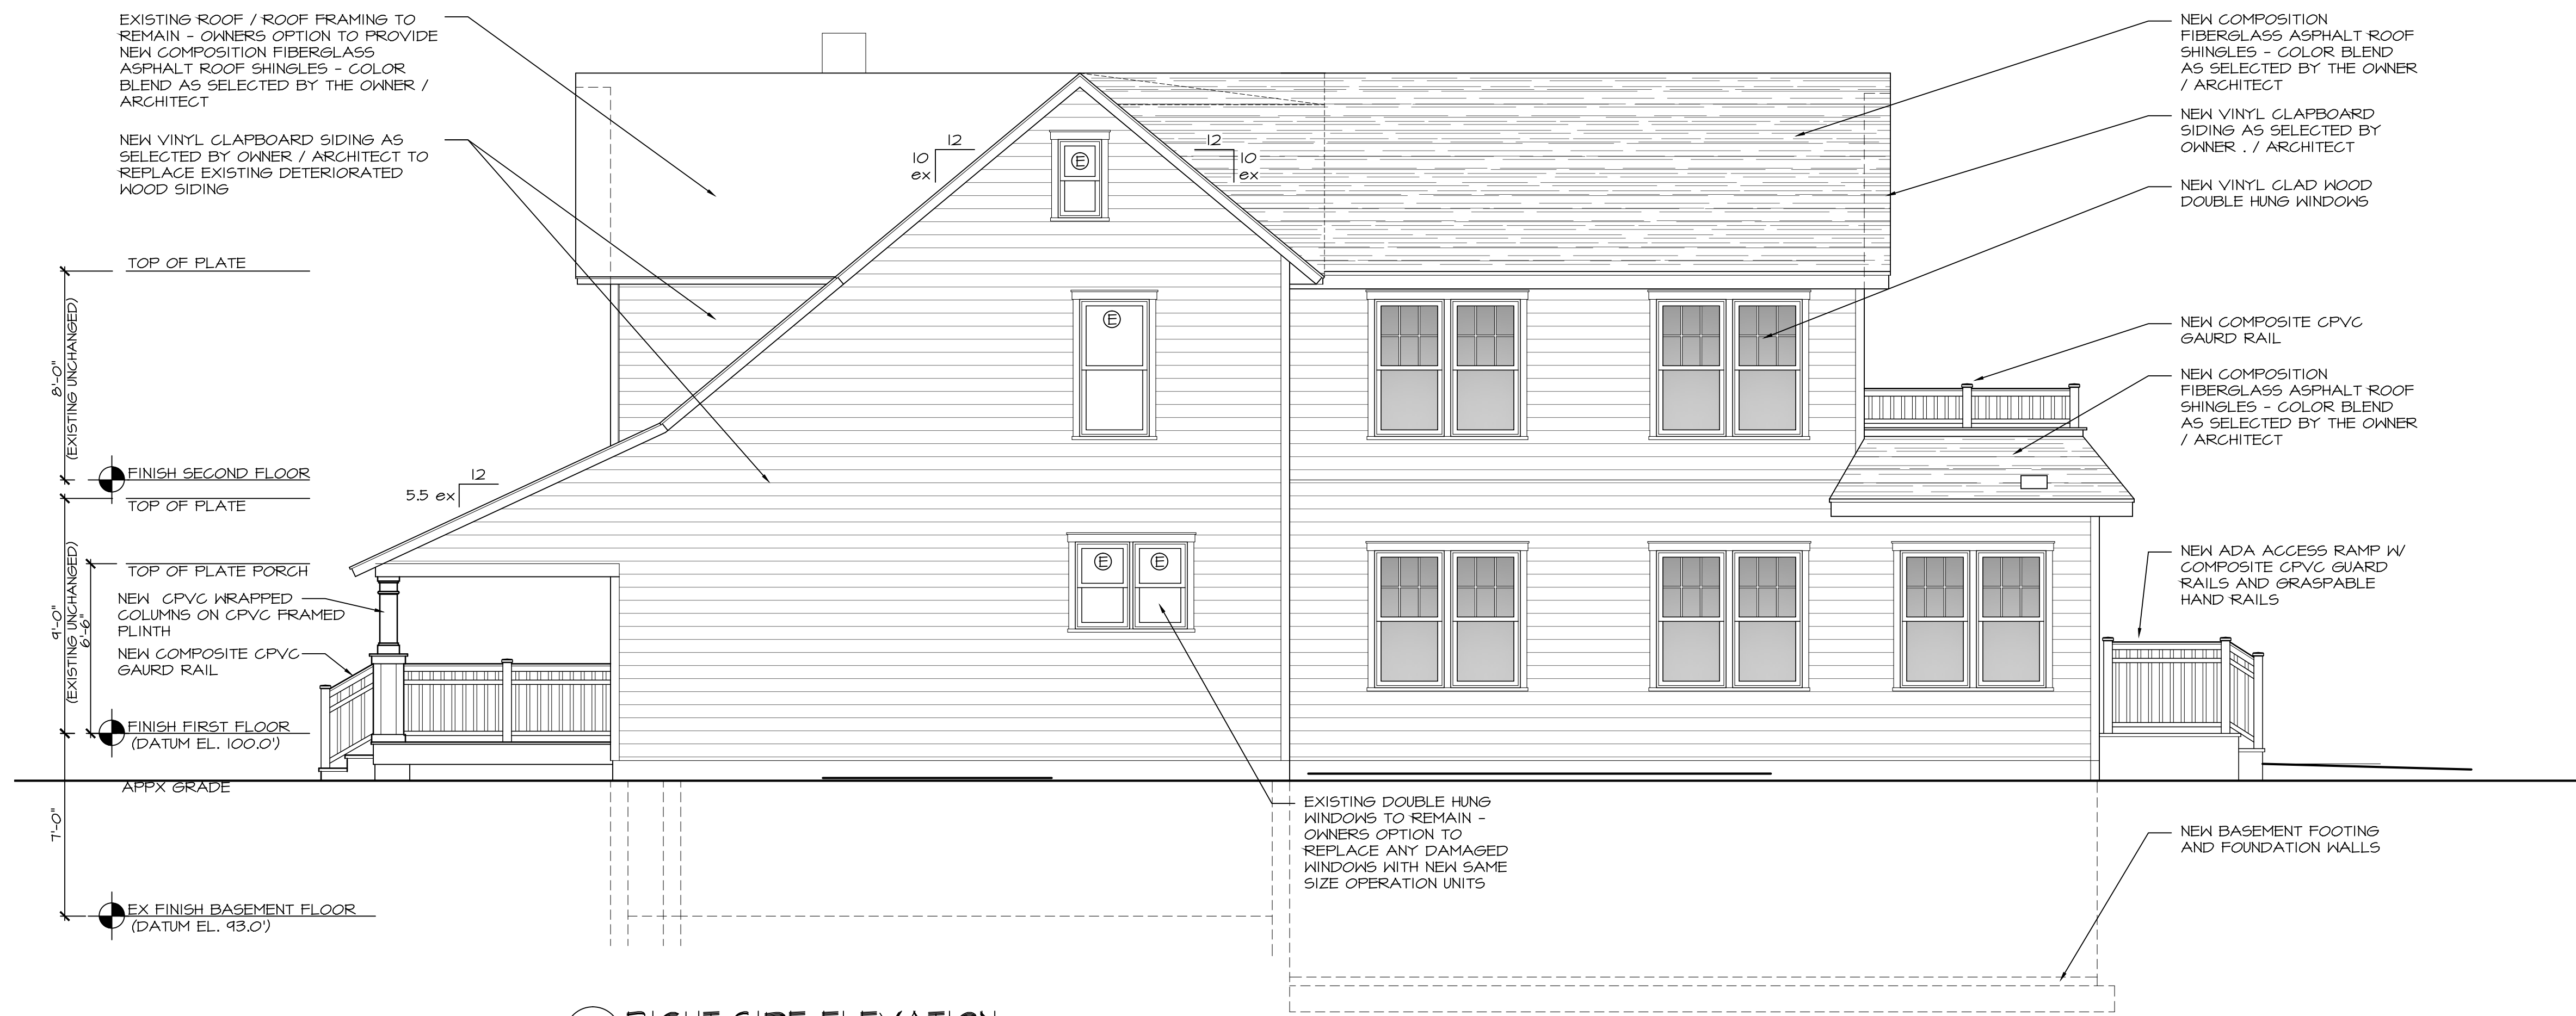 EXISTING ROOF / ROOF FRAMING TO
REMAIN - OWNERS OPTION TO PROVIDE
NEW COMPOSITION FIBERGLASS
ASPHALT ROOF SHINGLES - COLOR
BLEND AS SELECTED BY THE OWNER /
ARCHITECT
NEW VINYL CLAPBOARD SIDING AS
SELECTED BY OWNER / ARCHITECT TO
REPLACE EXISTING DETERIORATED
WOOD SIDING
TOP OF PLATE
8'-0"
(EXISTING UNCHANGED)
FINISH SECOND FLOOR
TOP OF PLATE
9'-0"
(EXISTING UNCHANGED)
6'-6"
TOP OF PLATE PORCH
NEW CPVC WRAPPED
COLUMNS ON CPVC FRAMED
PLINTH
NEW COMPOSITE CPVC
GAURD RAIL
FINISH FIRST FLOOR
(DATUM EL. 100.0')
APPX GRADE
7'-0"
EX FINISH BASEMENT FLOOR
(DATUM EL. 93.0')
12
10
ex
12
10
ex
12
5.5 ex
E
E
E
E
EXISTING DOUBLE HUNG
WINDOWS TO REMAIN -
OWNERS OPTION TO
REPLACE ANY DAMAGED
WINDOWS WITH NEW SAME
SIZE OPERATION UNITS
NEW COMPOSITION
FIBERGLASS ASPHALT ROOF
SHINGLES - COLOR BLEND
AS SELECTED BY THE OWNER
/ ARCHITECT
NEW VINYL CLAPBOARD
SIDING AS SELECTED BY
OWNER . / ARCHITECT
NEW VINYL CLAD WOOD
DOUBLE HUNG WINDOWS
NEW COMPOSITE CPVC
GAURD RAIL
NEW COMPOSITION
FIBERGLASS ASPHALT ROOF
SHINGLES - COLOR BLEND
AS SELECTED BY THE OWNER
/ ARCHITECT
NEW ADA ACCESS RAMP W/
COMPOSITE CPVC GUARD
RAILS AND GRASPABLE
HAND RAILS
NEW BASEMENT FOOTING
AND FOUNDATION WALLS
RIGHT SIDE ELEVATION